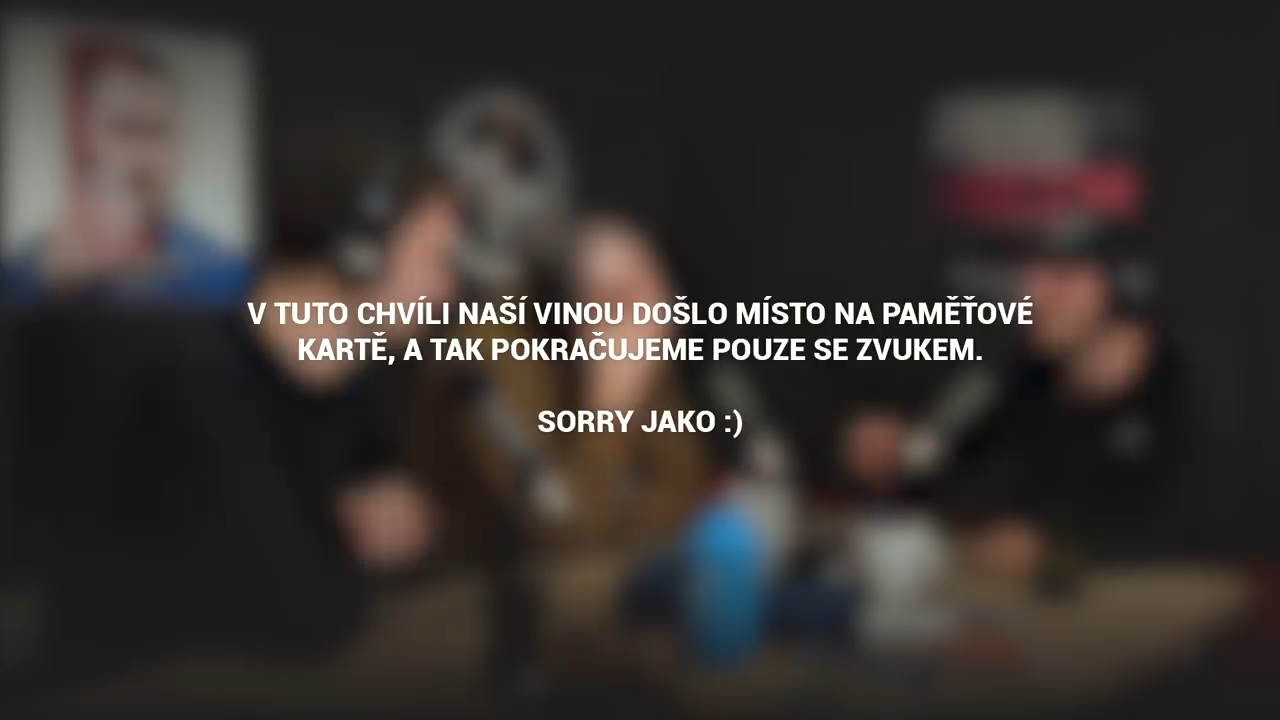 V TUTO CHVÍLI NAŠÍ VINOU DOŠLO MÍSTO NA PAMĚŤOVÉ
KARTĚ, A TAK POKRAČUJEME POUZE SE ZVUKEM.
SORRY JAKO :)